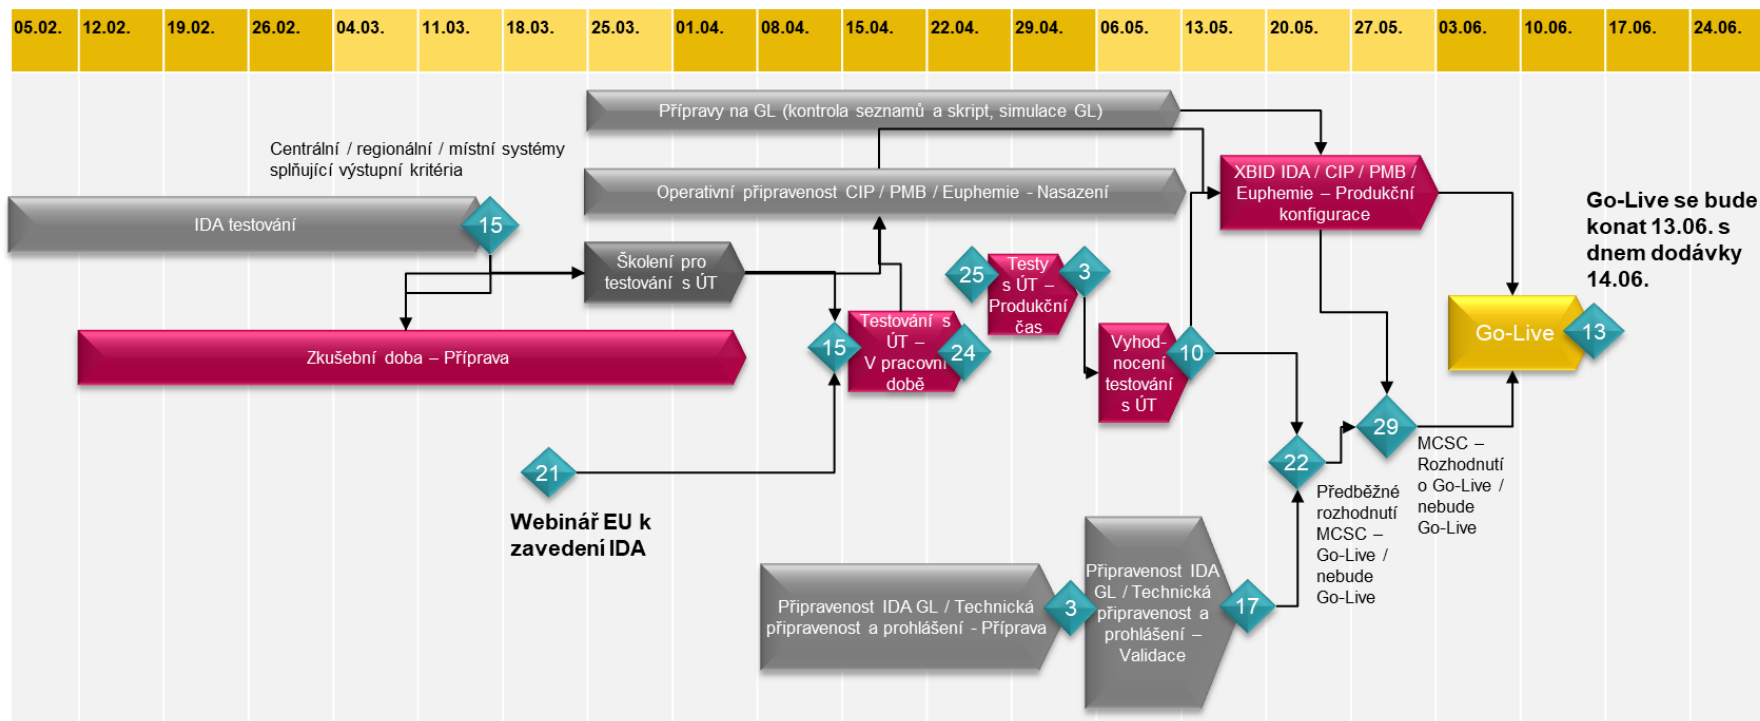 05.02. 12.02. 19.02. 26.02. 04.03. 11.03. 18.03. 25.03. 01.04. 08.04. 15.04. 22.04. 29.04. 06.05. 13.05. 20.05. 27.05. 03.06. 10.06. 17.06. 24.06.
Přípravy na GL (kontrola seznamů a skript, simulace GL)
Centrální / regionální / místní systémy
splňující výstupní kritéria
Operativní připravenost CIP / PMB / Euphemie - Nasazení
XBID IDA / CIP / PMB /
Euphemie – Produkční
konfigurace
IDA testování
15
Go-Live se bude
konat 13.06. s
dnem dodávky
14.06.
Školení pro
testování s ÚT
25
Testy
s ÚT –
Produkční
čas
3
Zkušební doba – Příprava
15
Testování s
ÚT –
V pracovní
době
24
Vyhod-
nocení
testování
s ÚT
10
Go-Live
13
21
Webinář EU k
zavedení IDA
22
Předběžné
rozhodnutí
MCSC –
Go-Live /
nebude
Go-Live
29
MCSC –
Rozhodnutí
o Go-Live /
nebude
Go-Live
Připravenost IDA GL / Technická
připravenost a prohlášení - Příprava
3
Připravenost IDA
GL / Technická
připravenost a
prohlášení –
Validace
17